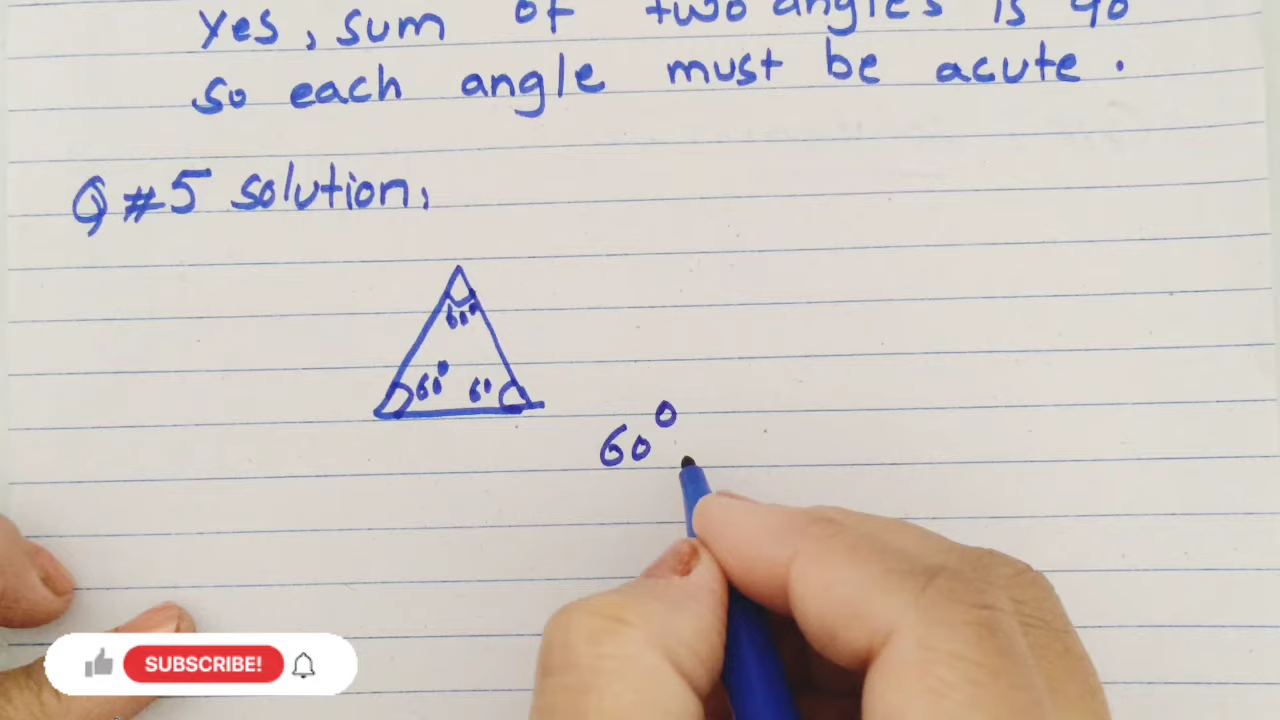 Yes, sum of two angles is 90
so each angle must be acute.
Q #5 solution,
60°
60° 60
60°
SUBSCRIBE!